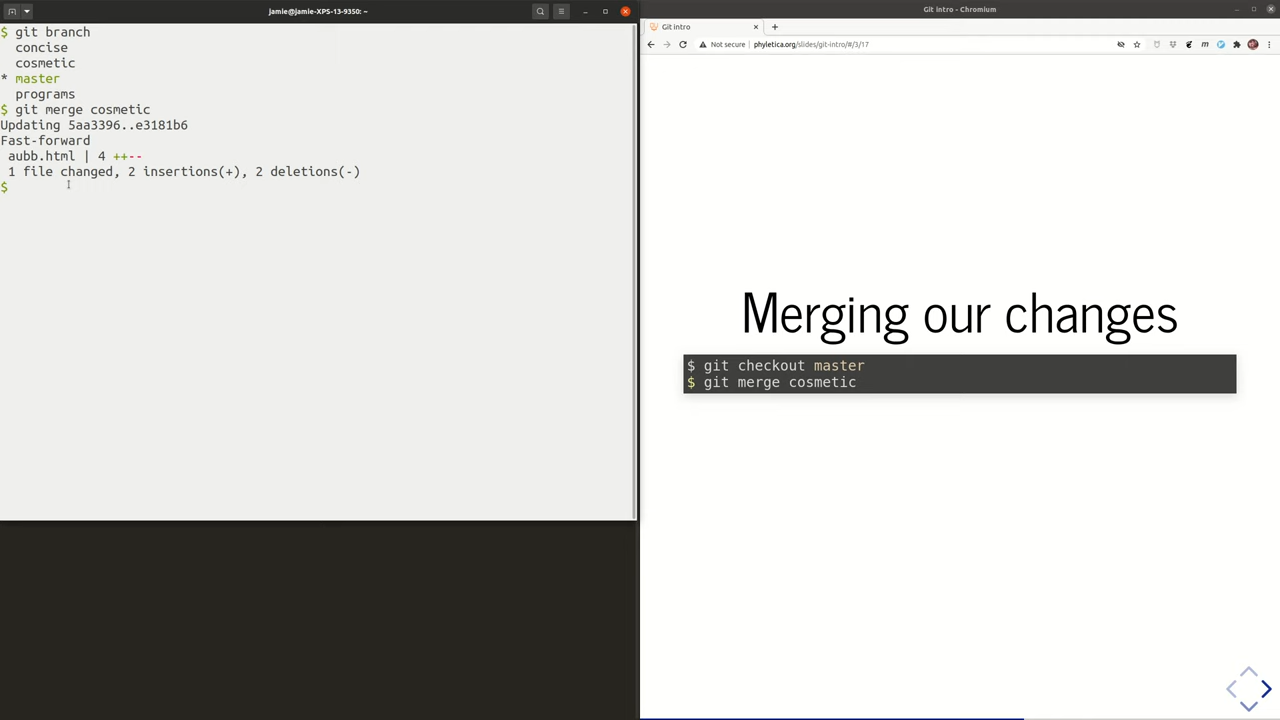 jamie@jamie-XPS-13-9350: ~
$ git branch
concise
cosmetic
* master
programs
$ git merge cosmetic
Updating 5aa3396..e3181b6
Fast-forward
aubb.html | 4 ++--
1 file changed, 2 insertions(+), 2 deletions(-)
$
Git intro - Chromium
Git intro
Not secure | phyletica.org/slides/git-intro/#/3/17
Merging our changes
$ git checkout master
$ git merge cosmetic